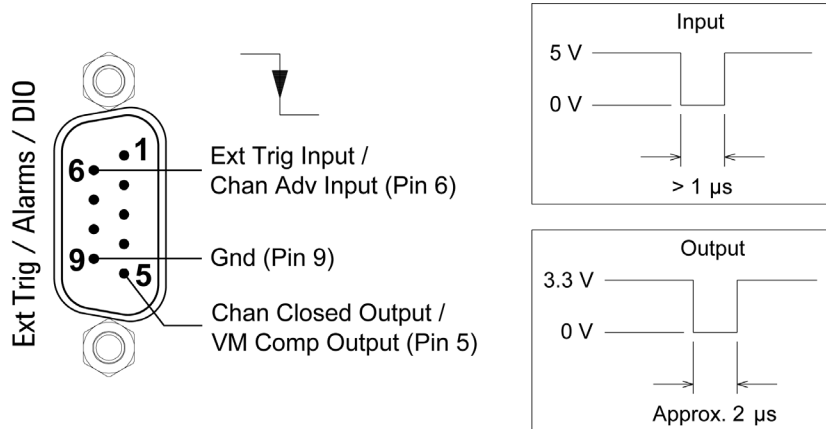 Ext Trig / Alarms / DIO
1
6
9
5
Ext Trig Input /
Chan Adv Input (Pin 6)
Gnd (Pin 9)
Chan Closed Output /
VM Comp Output (Pin 5)
Input
5 V
0 V
> 1 µs
Output
3.3 V
0 V
Approx. 2 µs